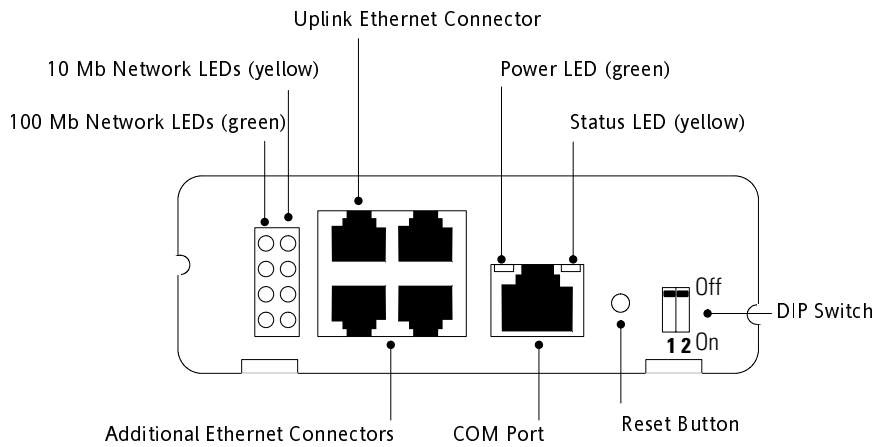 Uplink Ethernet Connector
10 Mb Network LEDs (yellow)
Power LED (green)
100 Mb Network LEDs (green)
Status LED (yellow)
Off
DIP Switch
1 2 On
Reset Button
Additional Ethernet Connectors
COM Port